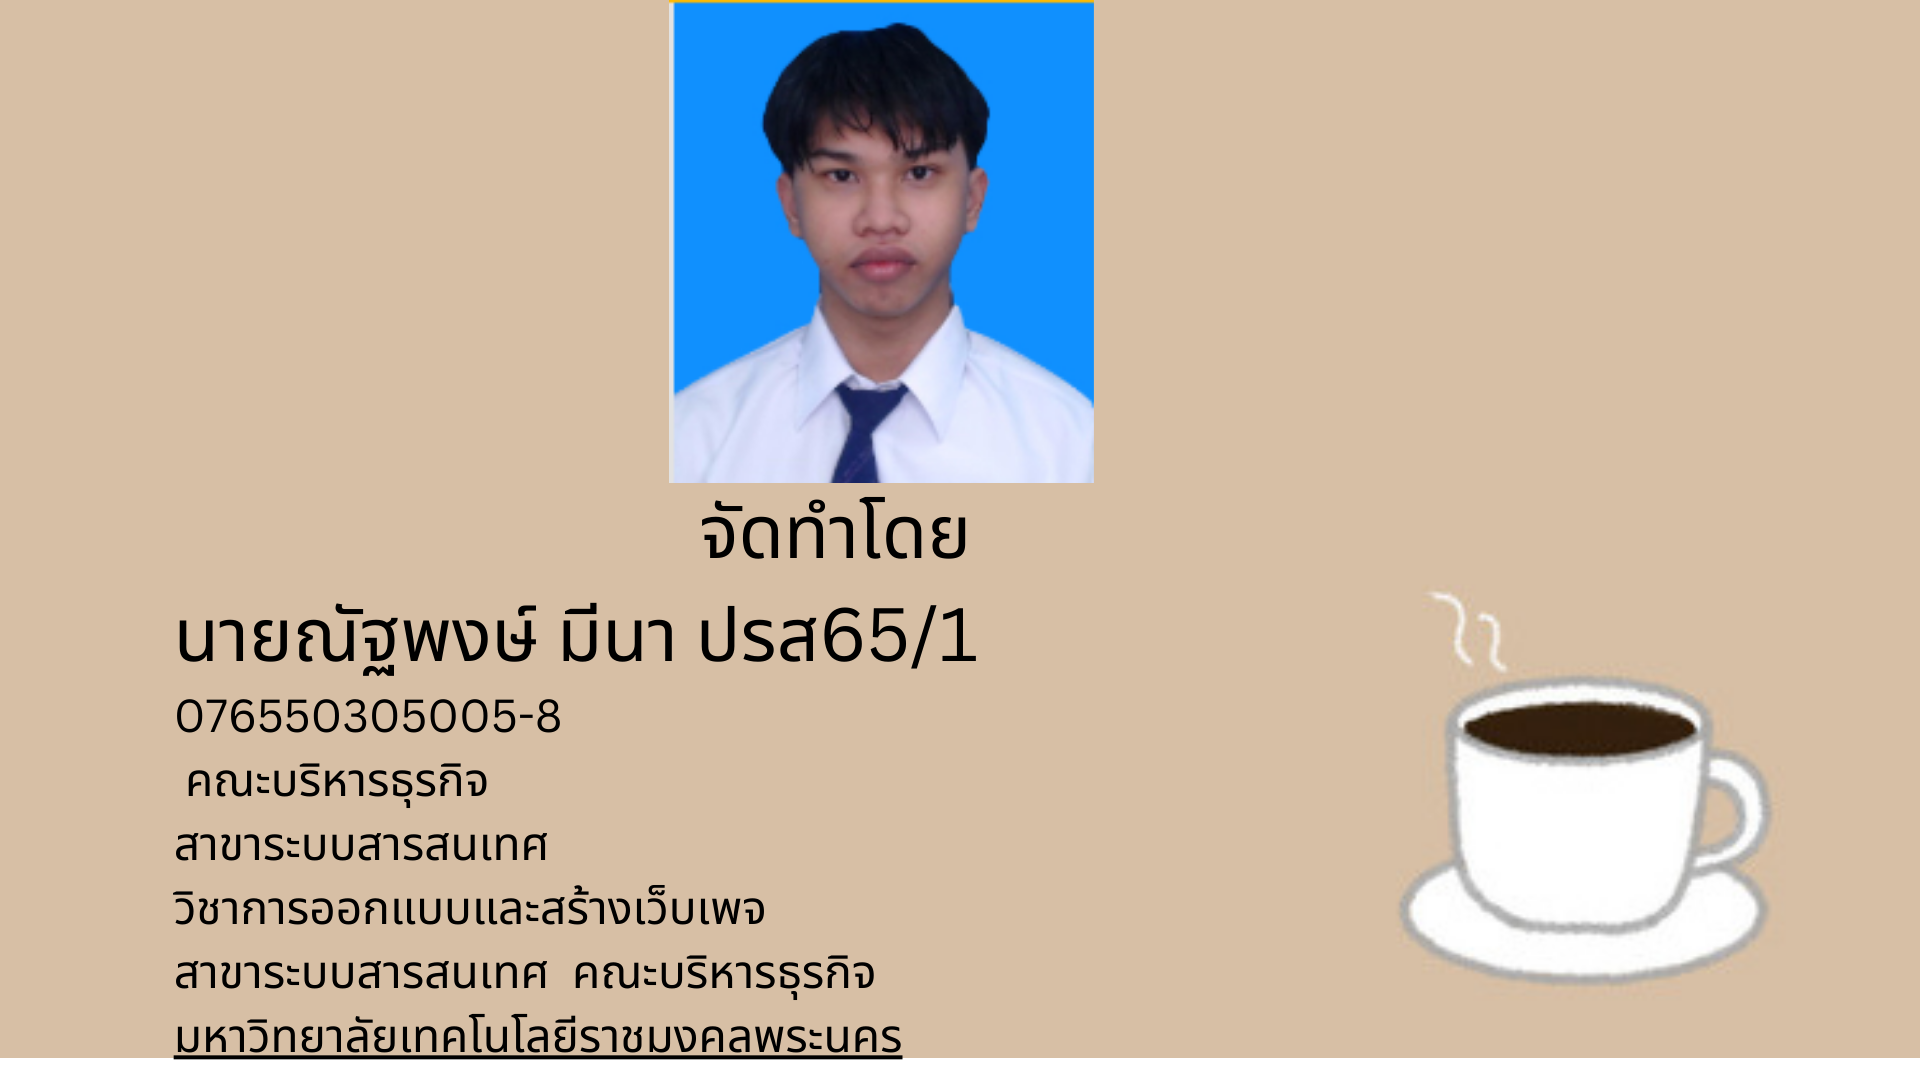 จัดทำโดย
นายณัฐพงษ์ มีนา ปรส65/1
076550305005-8
คณะบริหารธุรกิจ
สาขาระบบสารสนเทศ
วิชาการออกแบบและสร้างเว็บเพจ
สาขาระบบสารสนเทศ คณะบริหารธุรกิจ
มหาวิทยาลัยเทคโนโลยีราชมงคลพระนคร